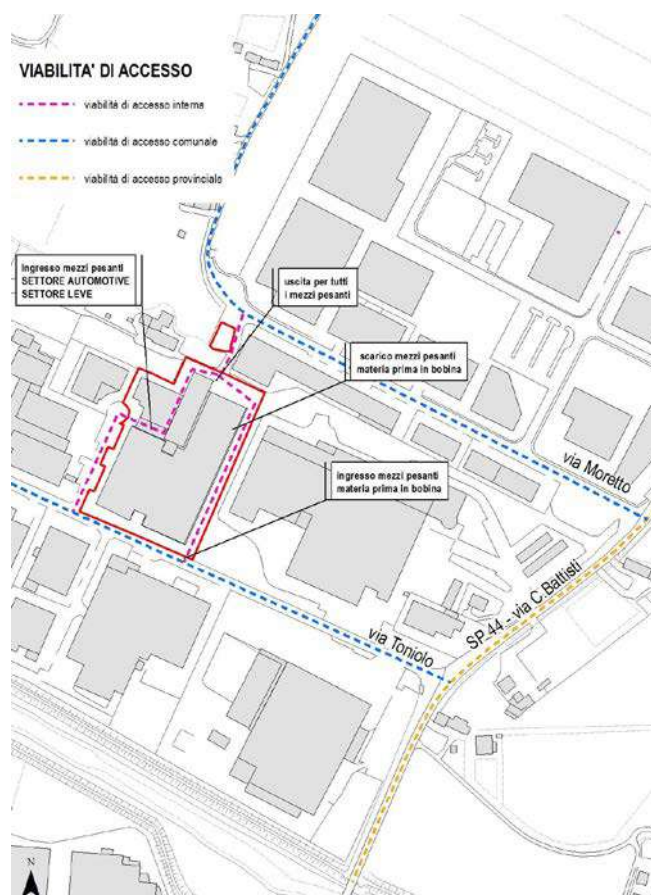 VIABILITA' DI ACCESSO
viabilità di accesso interna
viabilità di accesso comunale
viabilità di accesso provinciale
ingresso mezzi pesanti
SETTORE AUTOMOTIVE
SETTORE LEVE
uscita per tutti
i mezzi pesanti
scarico mezzi pesanti
materia prima in bobina
ingresso mezzi pesanti
materia prima in bobina
via Moretto
SP.44 - via C.Battisti
via Toniolo
N